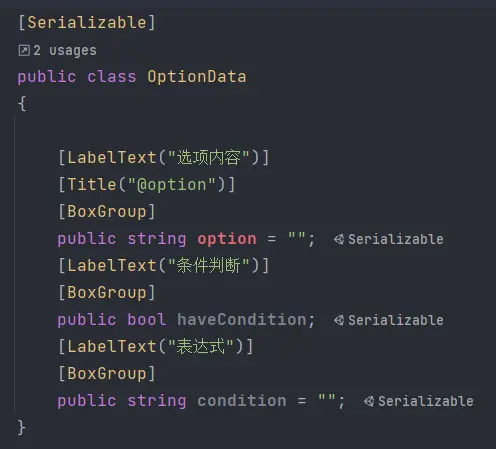 [Serializable]
2 usages
public class OptionData
{
[LabelText("选项内容")]
[Title("@option")]
[BoxGroup]
public string option = ""; Serializable
[LabelText("条件判断")]
[BoxGroup]
public bool haveCondition; Serializable
[LabelText("表达式")]
[BoxGroup]
public string condition = ""; Serializable
}